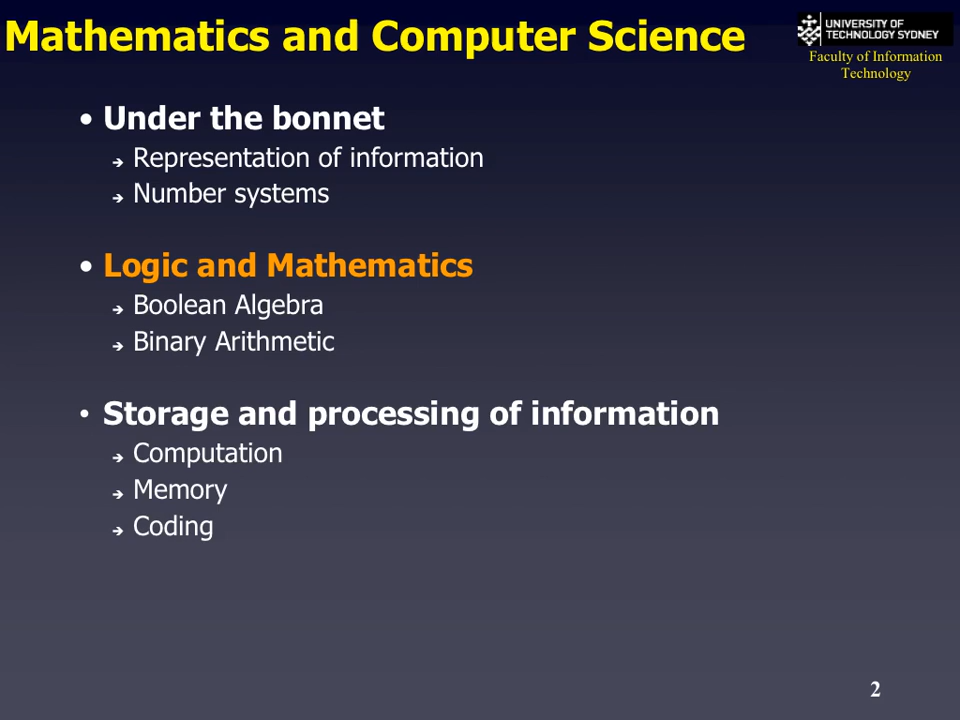 Mathematics and Computer Science
UNIVERSITY OF
TECHNOLOGY SYDNEY
Faculty of Information
Technology
• Under the bonnet
➔ Representation of information
➔ Number systems
• Logic and Mathematics
➔ Boolean Algebra
➔ Binary Arithmetic
• Storage and processing of information
➔ Computation
➔ Memory
➔ Coding
2